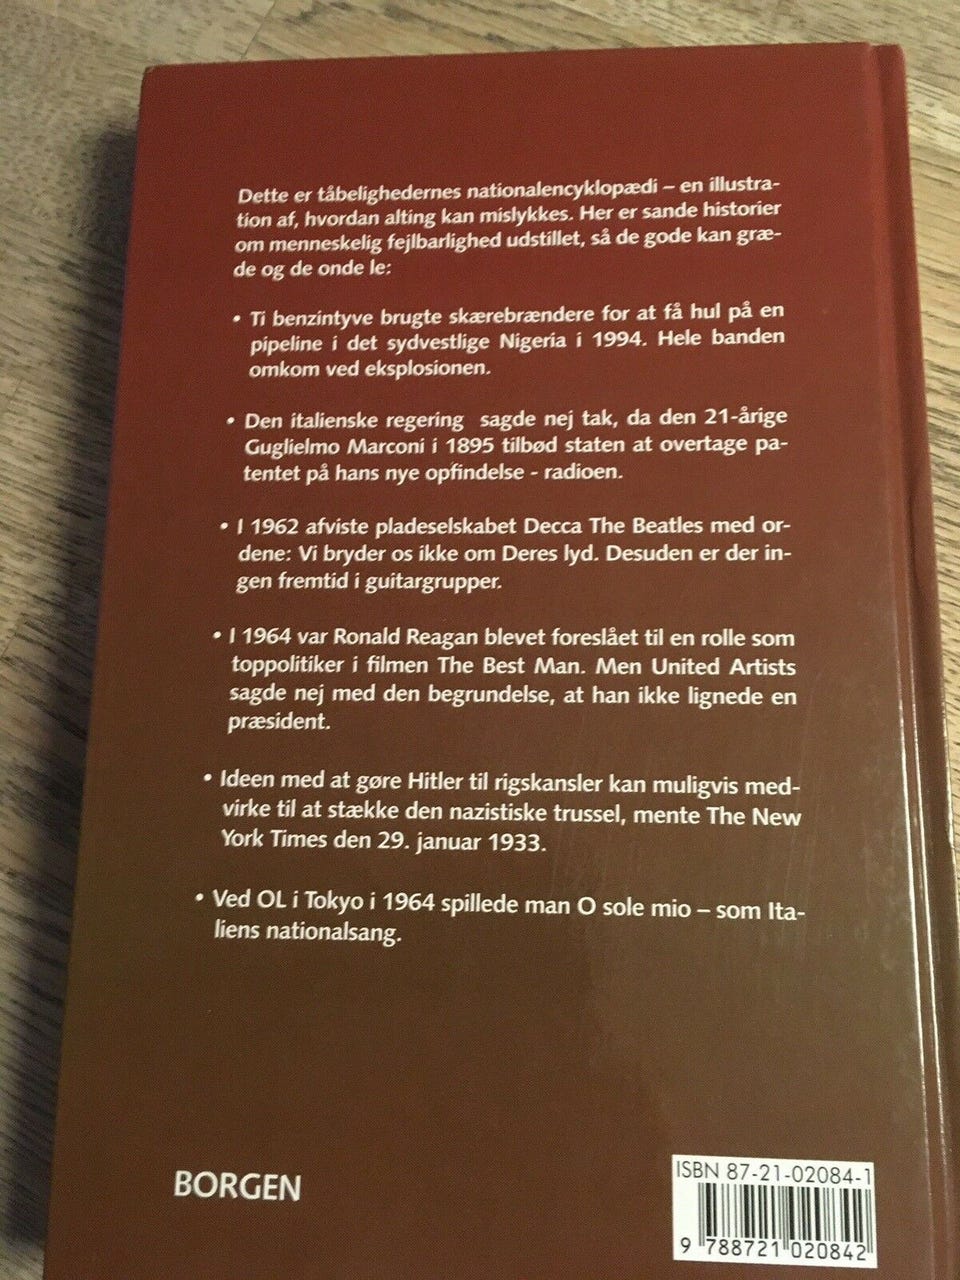 Dette er tåbelighedernes nationalencyklopædi – en illustra-
tion af, hvordan alting kan mislykkes. Her er sande historier
om menneskelig fejlbarlighed udstillet, så de gode kan græ-
de og de onde le:
• Ti benzintyve brugte skærebrændere for at få hul på en
pipeline i det sydvestlige Nigeria i 1994. Hele banden
omkom ved eksplosionen.
• Den italienske regering sagde nej tak, da den 21-årige
Guglielmo Marconi i 1895 tilbød staten at overtage pa-
tentet på hans nye opfindelse - radioen.
• I 1962 afviste pladeselskabet Decca The Beatles med or-
dene: Vi bryder os ikke om Deres lyd. Desuden er der in-
gen fremtid i guitargrupper.
• I 1964 var Ronald Reagan blevet foreslået til en rolle som
toppolitiker i filmen The Best Man. Men United Artists
sagde nej med den begrundelse, at han ikke lignede en
præsident.
• Ideen med at gøre Hitler til rigskansler kan muligvis med-
virke til at stække den nazistiske trussel, mente The New
York Times den 29. januar 1933.
• Ved OL i Tokyo i 1964 spillede man O sole mio – som Ita-
liens nationalsang.
BORGEN
ISBN 87-21-02084-1
9 788721 020842